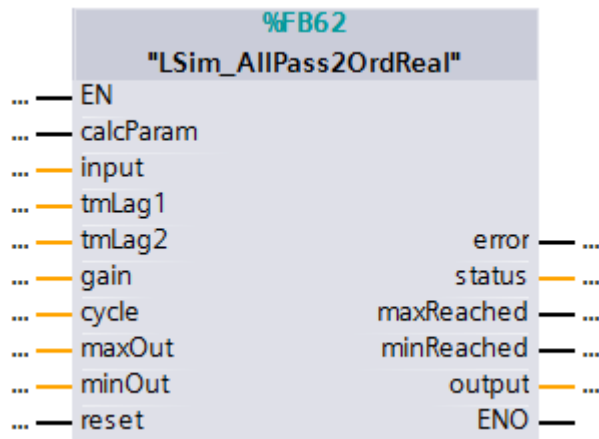 %FB62
"LSim_AllPass2OrdReal"
... EN
... calcParam
... input
... tmLag1
... tmLag2 error ...
... gain status ...
... cycle maxReached ...
... maxOut minReached ...
... minOut output ...
... reset ENO